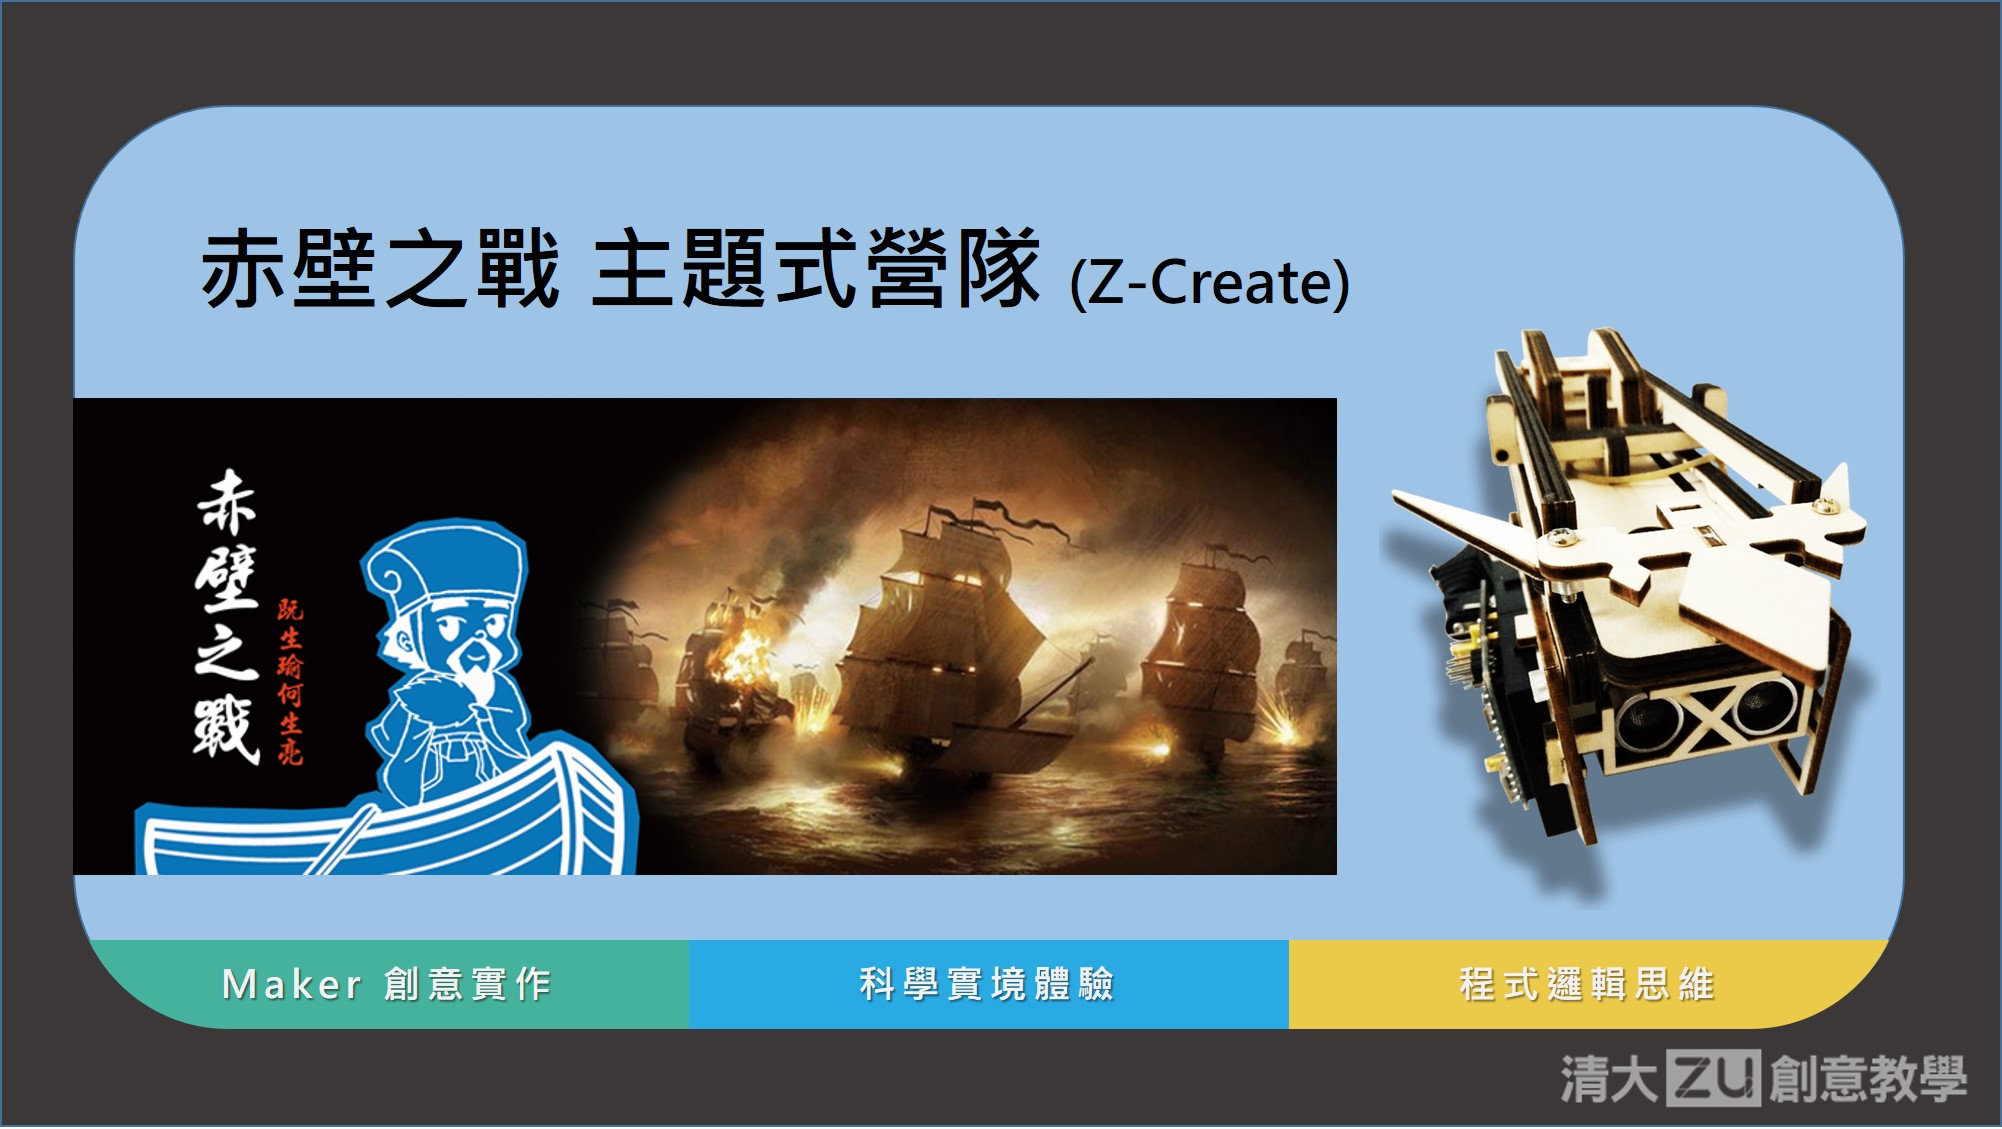 赤壁之戰 主題式營隊 (Z-Create)
赤壁之戰
既生瑜何生亮
Maker 創意實作
科學實境體驗
程式邏輯思維
清大 ZU 創意教學